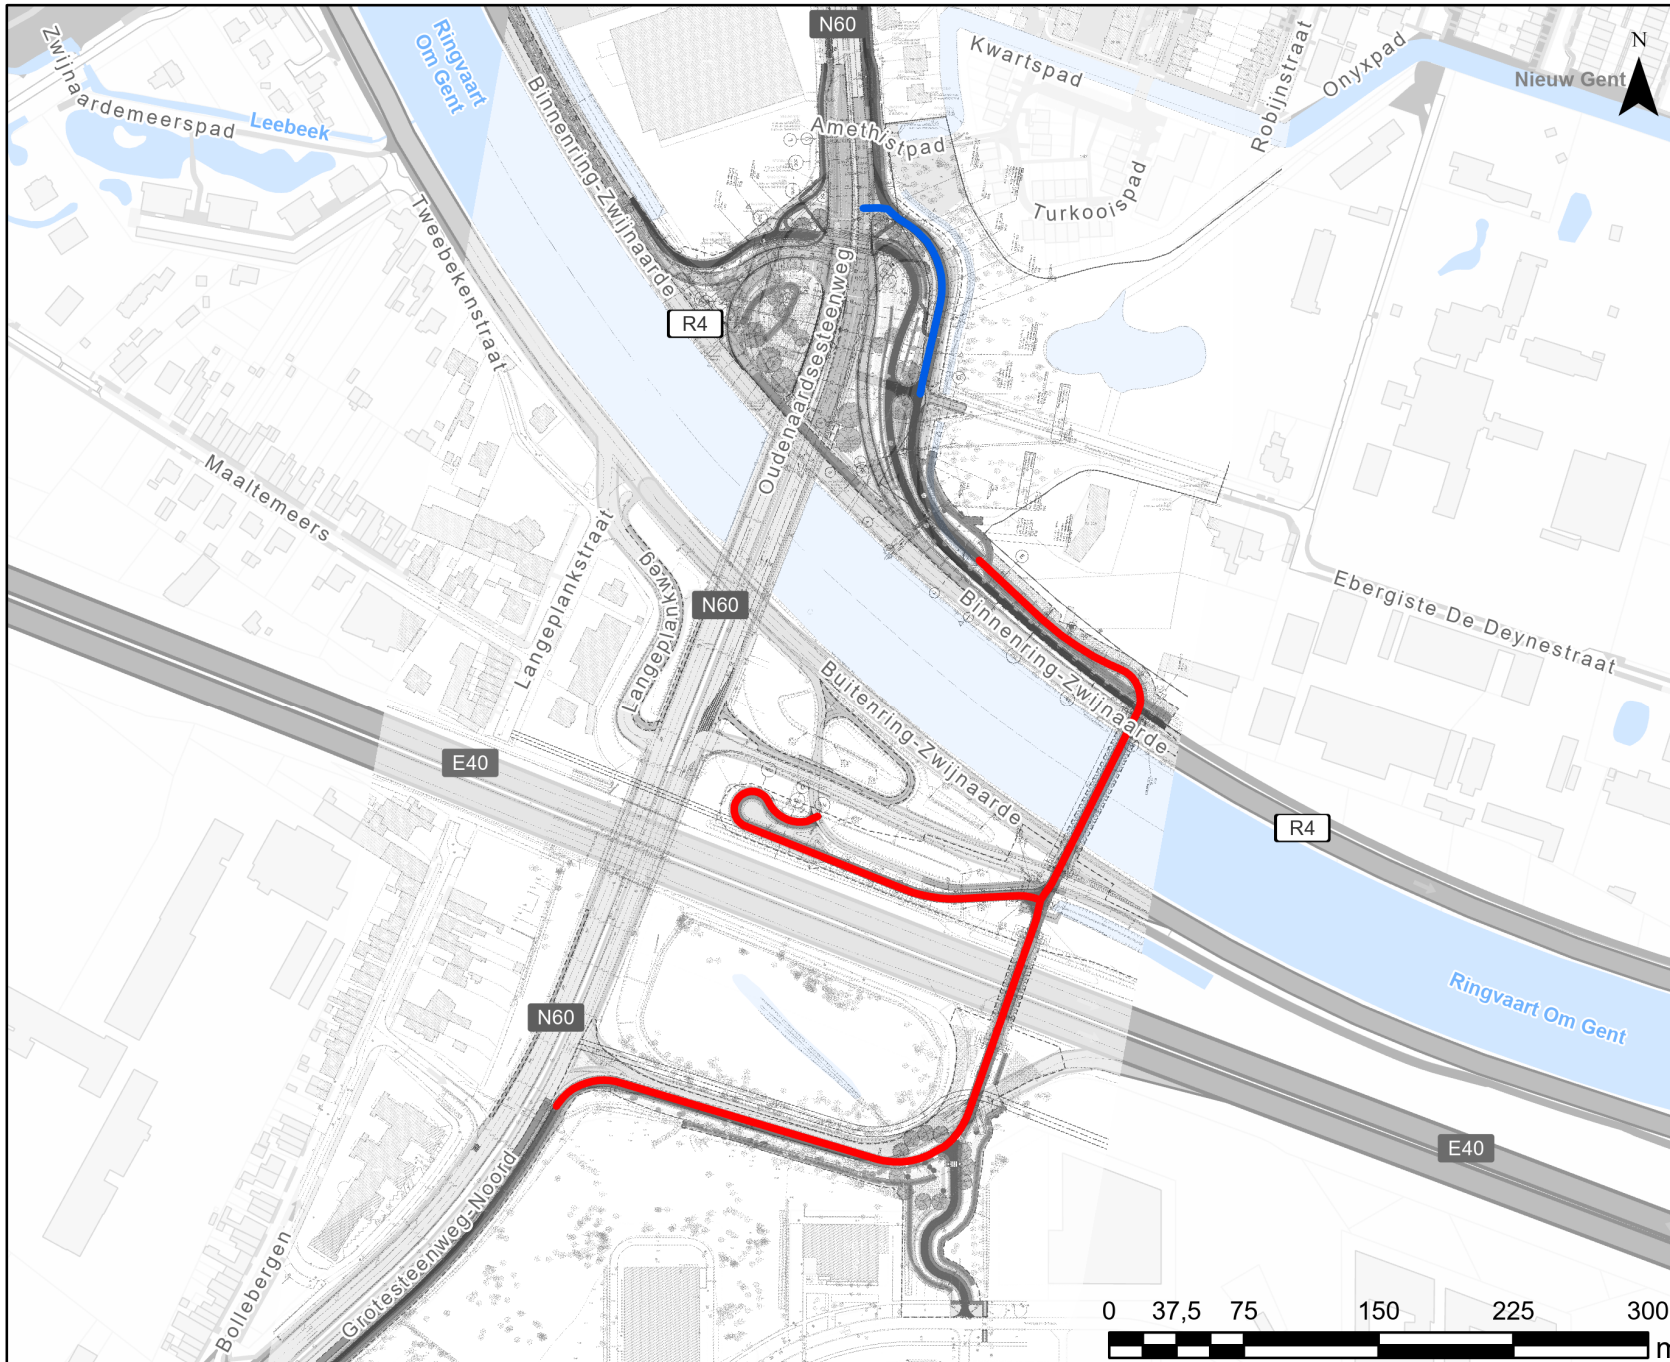 N60
N
Ringvaart
Om Gent
Zwijnaardemeerspad
Leebeek
Binnenring-Zwijnaarde
Kwartspad
Robijnstraat
Onyxpad
Nieuw Gent
Amethistpad
Turkooispad
Tweebekenstraat
R4
Oudenaardsesteenweg
Maaltemeers
Langeplankstraat
Langeplankweg
N60
Binnenring-Zwijnaarde
Ebergiste De Deynestraat
Buitenring-Zwijnaarde
E40
R4
Ringvaart Om Gent
N60
E40
Grotesteenweg-Noord
Bollebergen
0 37,5 75 150 225 300
m